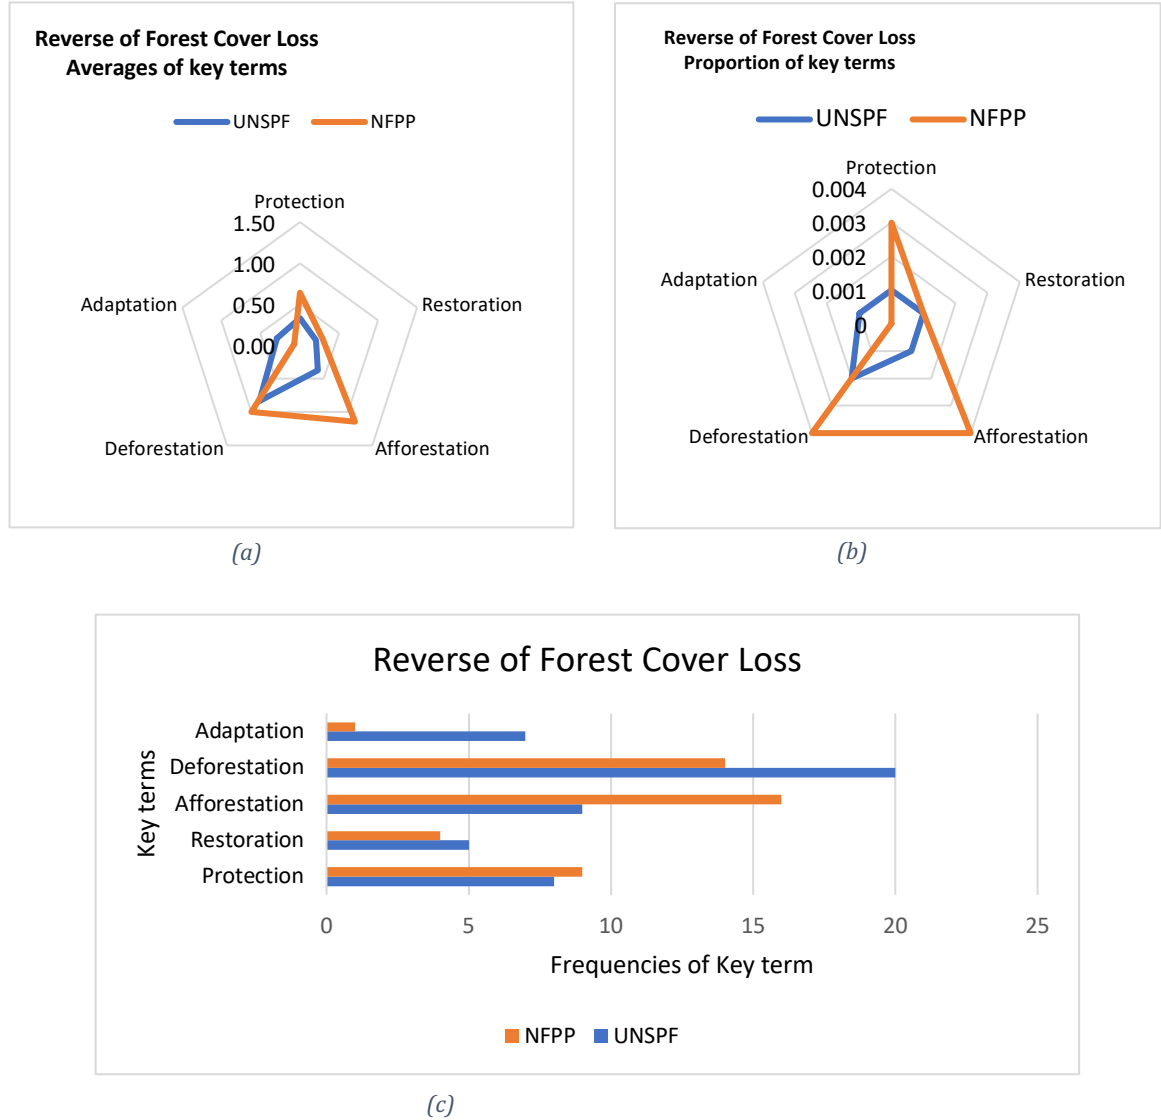 Reverse of Forest Cover Loss
Averages of key terms
UNSPF NFPP
Protection
1.50
1.00
Adaptation Restoration
0.50
0.00
Deforestation Afforestation
(a)
Reverse of Forest Cover Loss
Proportion of key terms
UNSPF NFPP
Protection
0.004
0.003
0.002
Adaptation Restoration
0.001
0
Deforestation Afforestation
(b)
Reverse of Forest Cover Loss
Key terms
Adaptation
Deforestation
Afforestation
Restoration
Protection
0 5 10 15 20 25
Frequencies of Key term
NFPP UNSPF
(c)